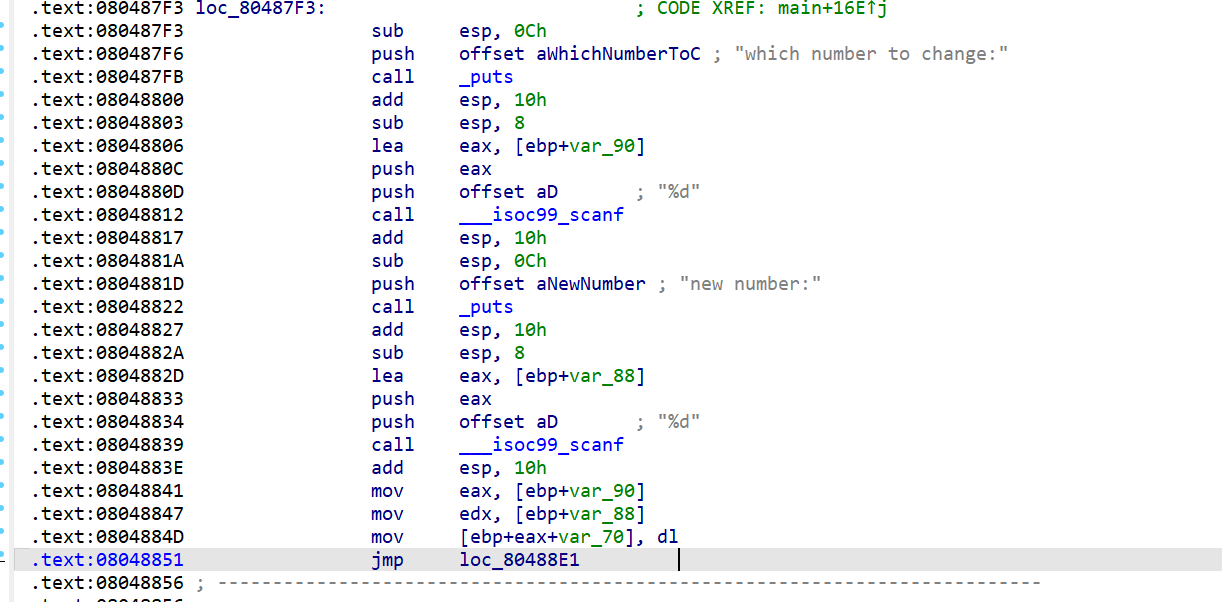 .text:080487F3 loc_80487F3: ; CODE XREF: main+16E↑j
.text:080487F3 sub esp, 0Ch
.text:080487F6 push offset aWhichNumberToC ; "which number to change:"
.text:080487FB call _puts
.text:08048800 add esp, 10h
.text:08048803 sub esp, 8
.text:08048806 lea eax, [ebp+var_90]
.text:0804880C push eax
.text:0804880D push offset aD ; "%d"
.text:08048812 call ___isoc99_scanf
.text:08048817 add esp, 10h
.text:0804881A sub esp, 0Ch
.text:0804881D push offset aNewNumber ; "new number:"
.text:08048822 call _puts
.text:08048827 add esp, 10h
.text:0804882A sub esp, 8
.text:0804882D lea eax, [ebp+var_88]
.text:08048833 push eax
.text:08048834 push offset aD ; "%d"
.text:08048839 call ___isoc99_scanf
.text:0804883E add esp, 10h
.text:08048841 mov eax, [ebp+var_90]
.text:08048847 mov edx, [ebp+var_88]
.text:0804884D mov [ebp+eax+var_70], dl
.text:08048851 jmp loc_80488E1
.text:08048856 ; ---------------------------------------------------------------------------